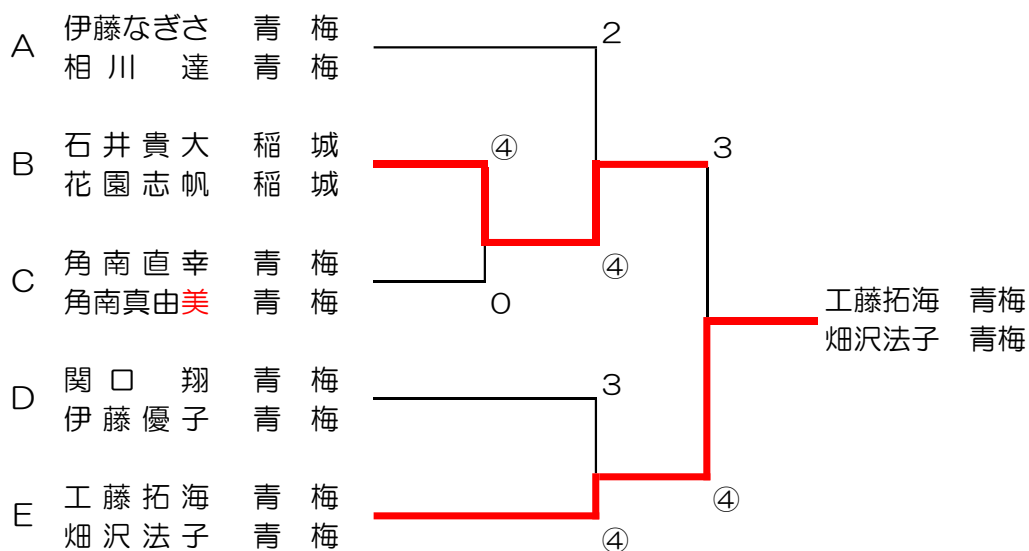 A
伊藤なぎさ 青 梅
相 川 達 青 梅
2
B
石 井 貴 大 稲 城
花 園 志 帆 稲 城
④
3
C
角 南 直 幸 青 梅
角南真由美 青 梅
④
0
工藤拓海 青梅
畑沢法子 青梅
D
関 口 翔 青 梅
伊 藤 優 子 青 梅
3
E
工 藤 拓 海 青 梅
畑 沢 法 子 青 梅
④
④